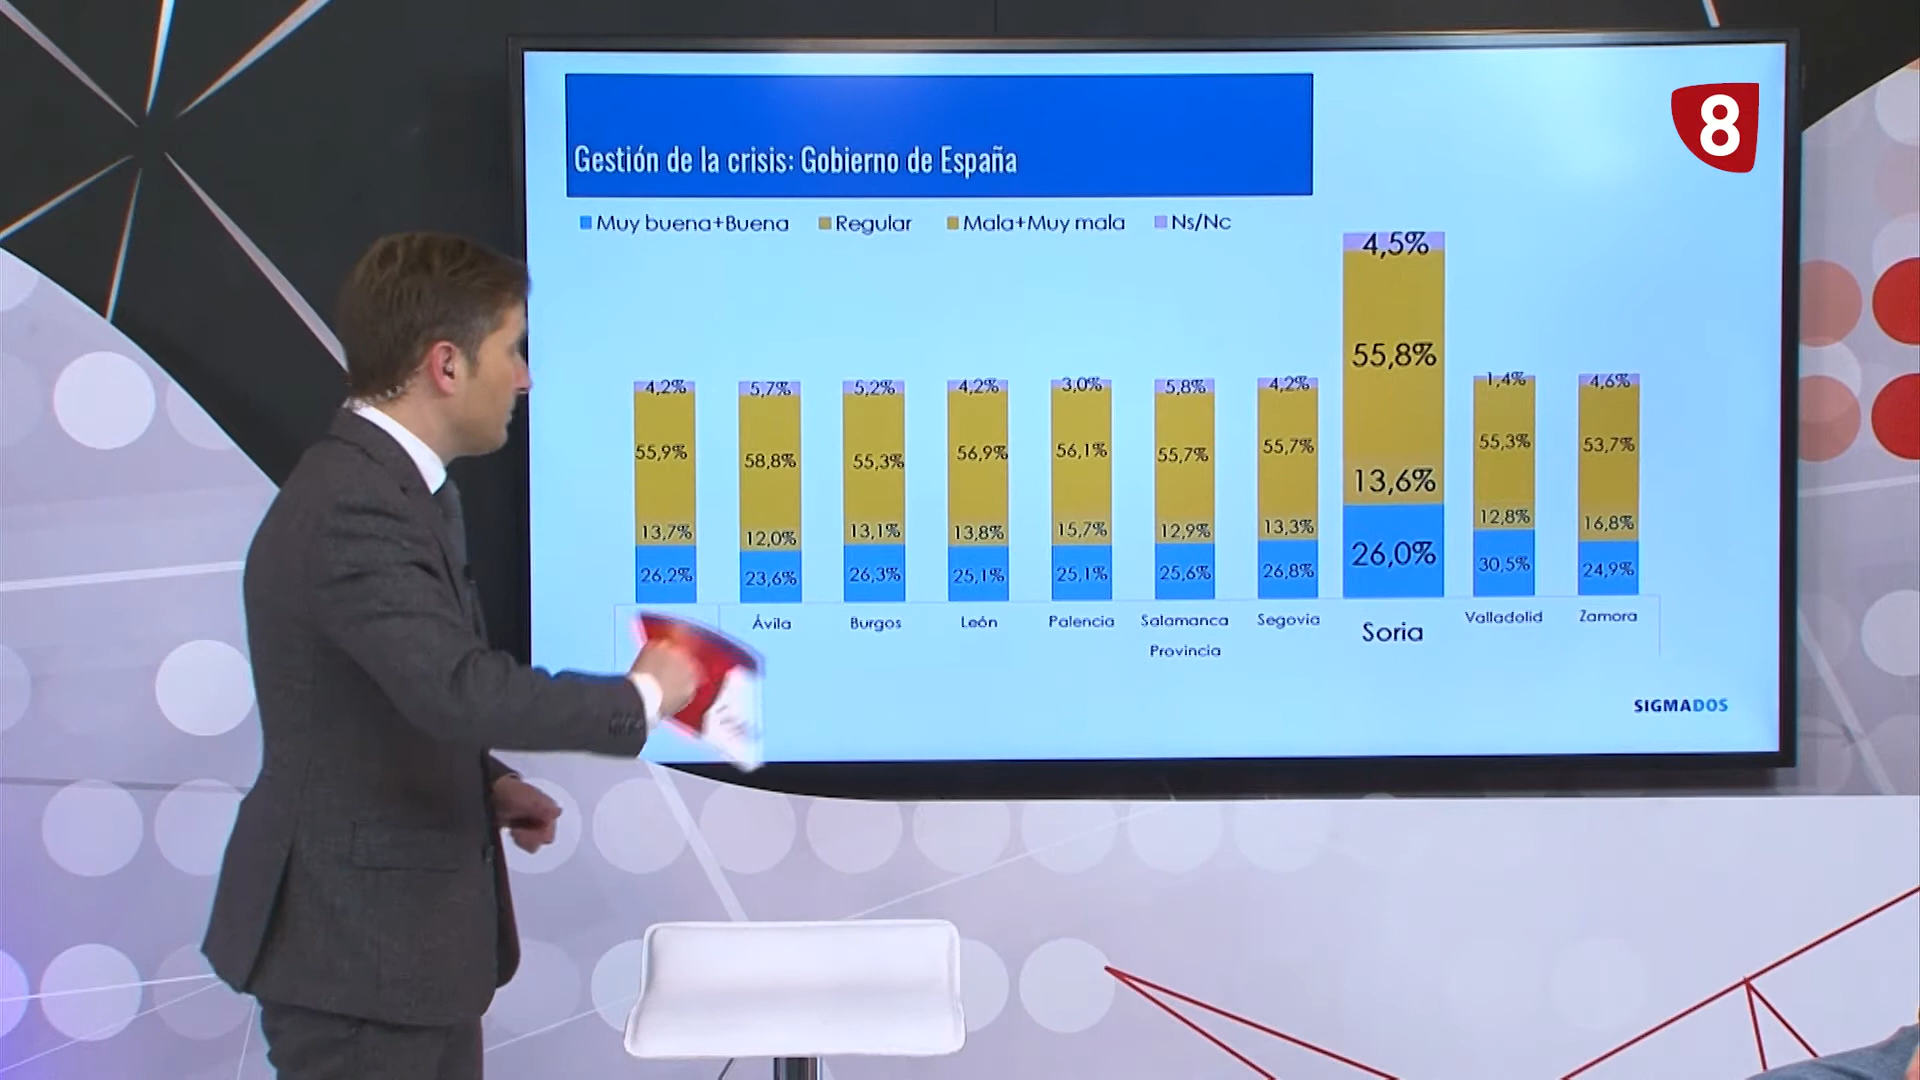 8
Gestión de la crisis: Gobierno de España
Muy buena+Buena Regular Mala+Muy mala Ns/Nc
4,2% 5,7% 5,2% 4,2% 3,0% 5,8% 4,2% 4,5% 1,4% 4,6%
55,9% 58,8% 55,3% 56,9% 56,1% 55,7% 55,7% 55,8% 55,3% 53,7%
13,7% 12,0% 13,1% 13,8% 15,7% 12,9% 13,3% 13,6% 12,8% 16,8%
26,2% 23,6% 26,3% 25,1% 25,1% 25,6% 26,8% 26,0% 30,5% 24,9%
Ávila Burgos León Palencia Salamanca Segovia Soria Valladolid Zamora
Provincia
SIGMADOS